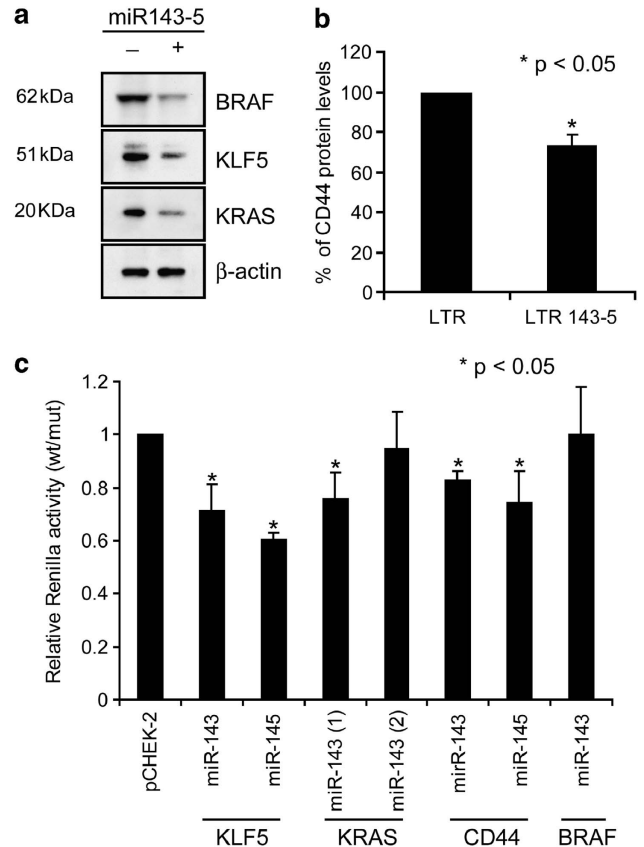 a
miR143-5
– +
62kDa BRAF
51kDa KLF5
20KDa KRAS
β-actin
b
* p < 0.05
% of CD44 protein levels
120
100
80
60
40
20
0
*
LTR LTR 143-5
c
* p < 0.05
Relative Renilla activity (wt/mut)
1.2
1
0.8
0.6
0.4
0.2
0
* * * * *
pCHEK-2 miR-143 miR-145 miR-143 (1) miR-143 (2) mirR-143 miR-145 miR-143
KLF5 KRAS CD44 BRAF